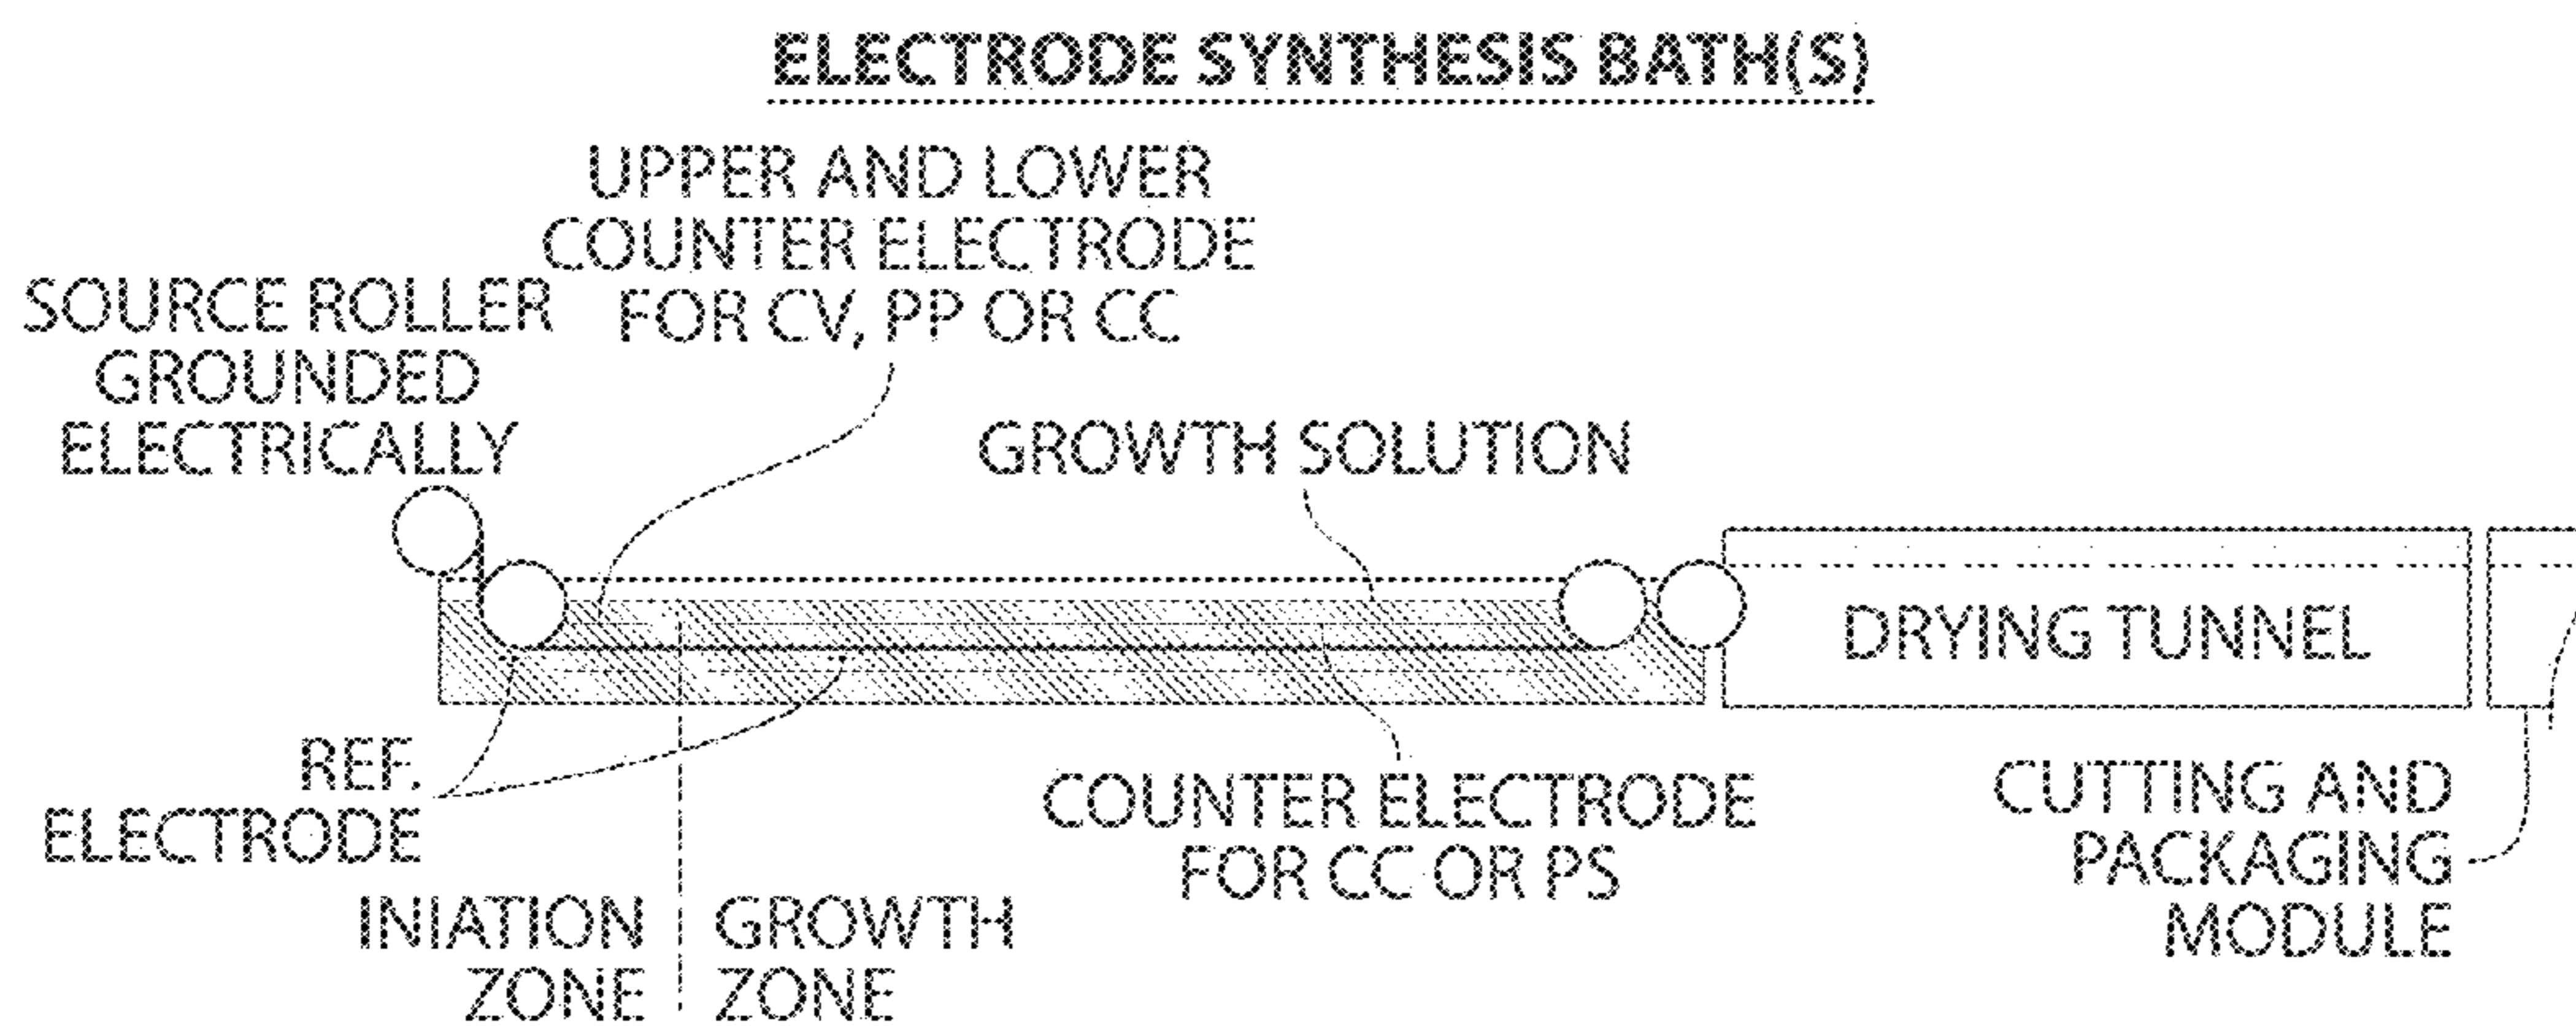 ELECTRODE SYNTHESIS BATH(S)
UPPER AND LOWER
COUNTER ELECTRODE
FOR CV, PP OR CC
SOURCE ROLLER
GROUNDED
ELECTRICALLY
GROWTH SOLUTION
DRYING TUNNEL
REF.
ELECTRODE
COUNTER ELECTRODE
FOR CC OR PS
CUTTING AND
PACKAGING
MODULE
INIATION
ZONE
GROWTH
ZONE